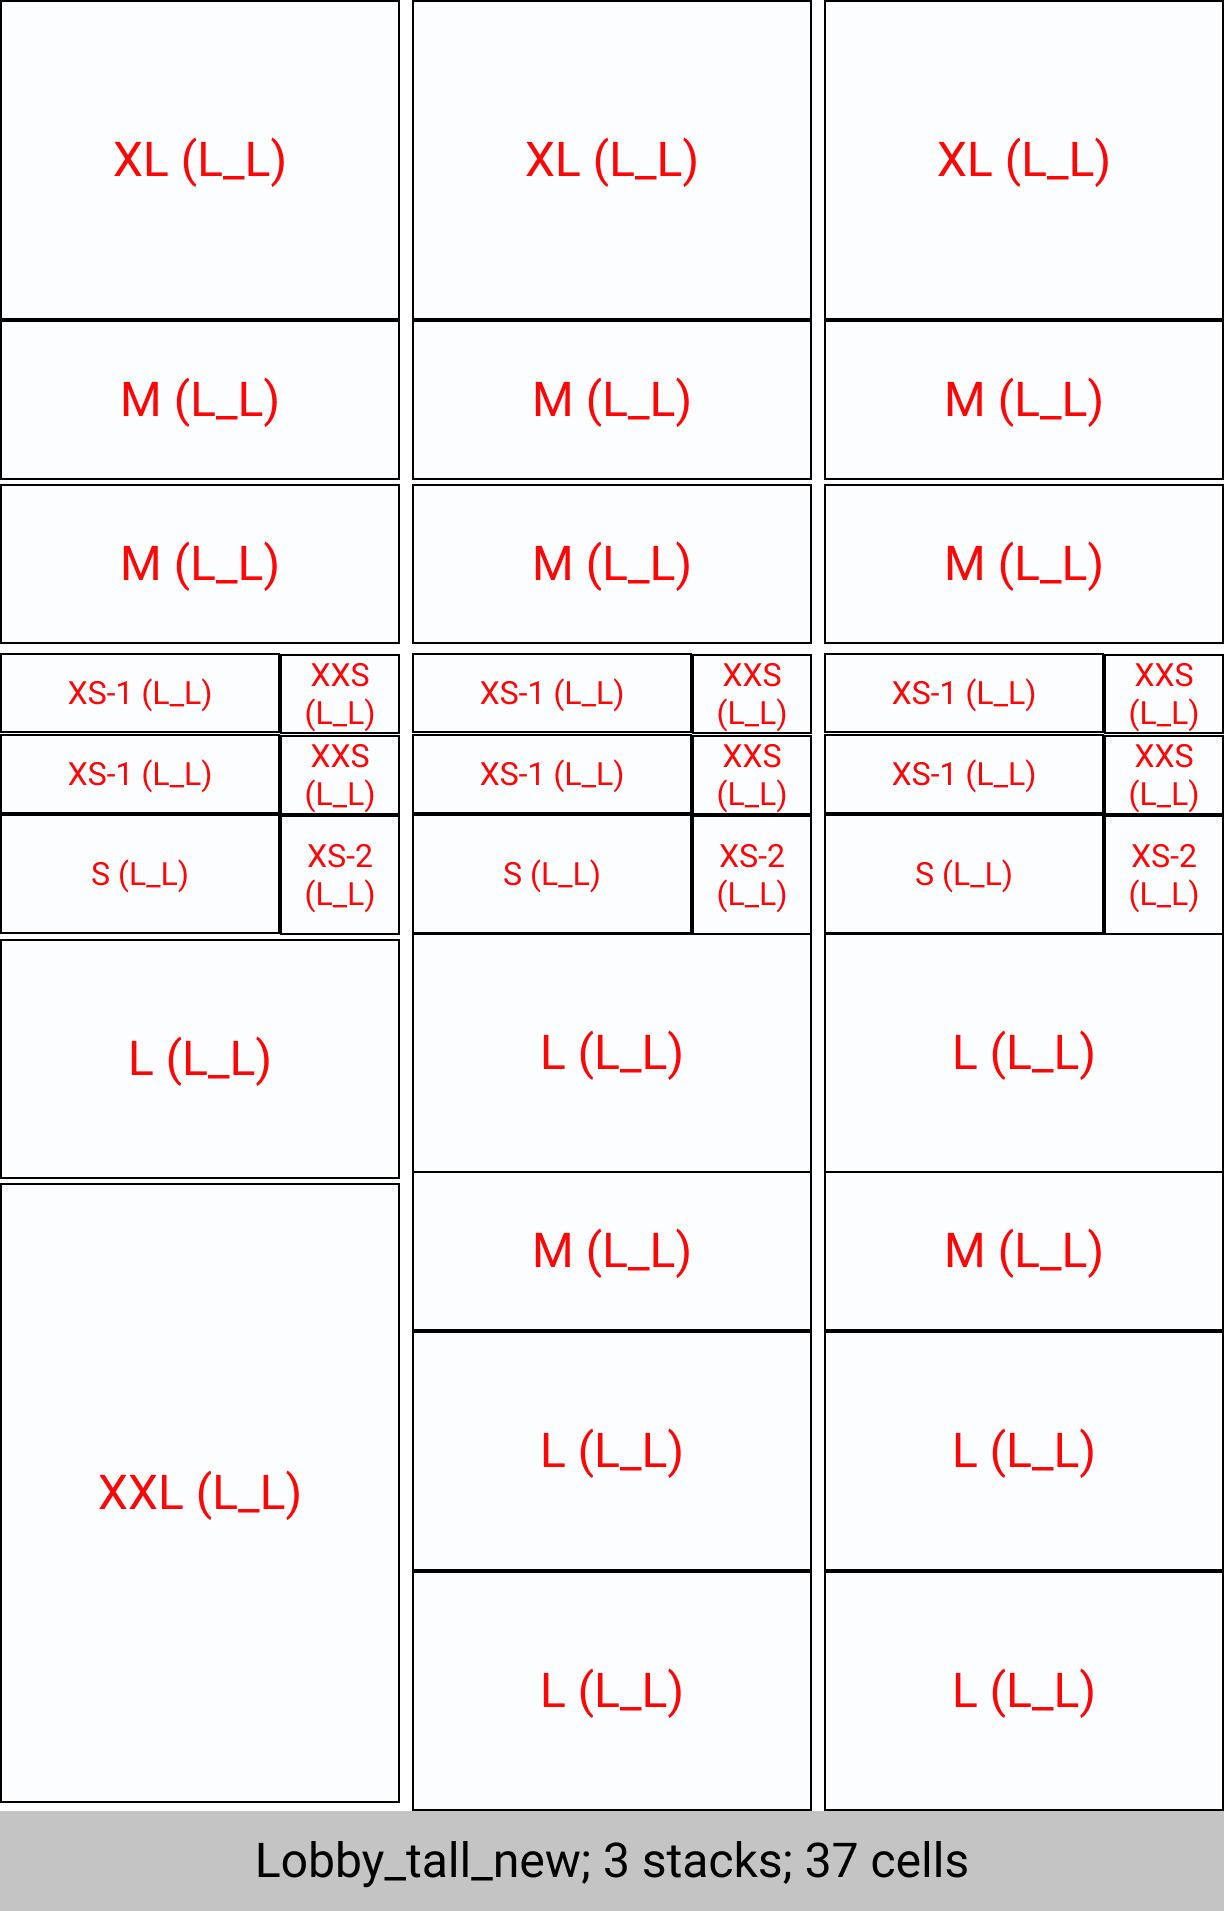 XL (L_L) XL (L_L) XL (L_L)
M (L_L) M (L_L) M (L_L)
M (L_L) M (L_L) M (L_L)
XS-1 (L_L) XXS (L_L) XS-1 (L_L) XXS (L_L) XS-1 (L_L) XXS (L_L)
XS-1 (L_L) XXS (L_L) XS-1 (L_L) XXS (L_L) XS-1 (L_L) XXS (L_L)
S (L_L) XS-2 (L_L) S (L_L) XS-2 (L_L) S (L_L) XS-2 (L_L)
L (L_L) L (L_L) L (L_L)
M (L_L) M (L_L)
XXL (L_L) L (L_L) L (L_L)
L (L_L) L (L_L)
Lobby_tall_new; 3 stacks; 37 cells